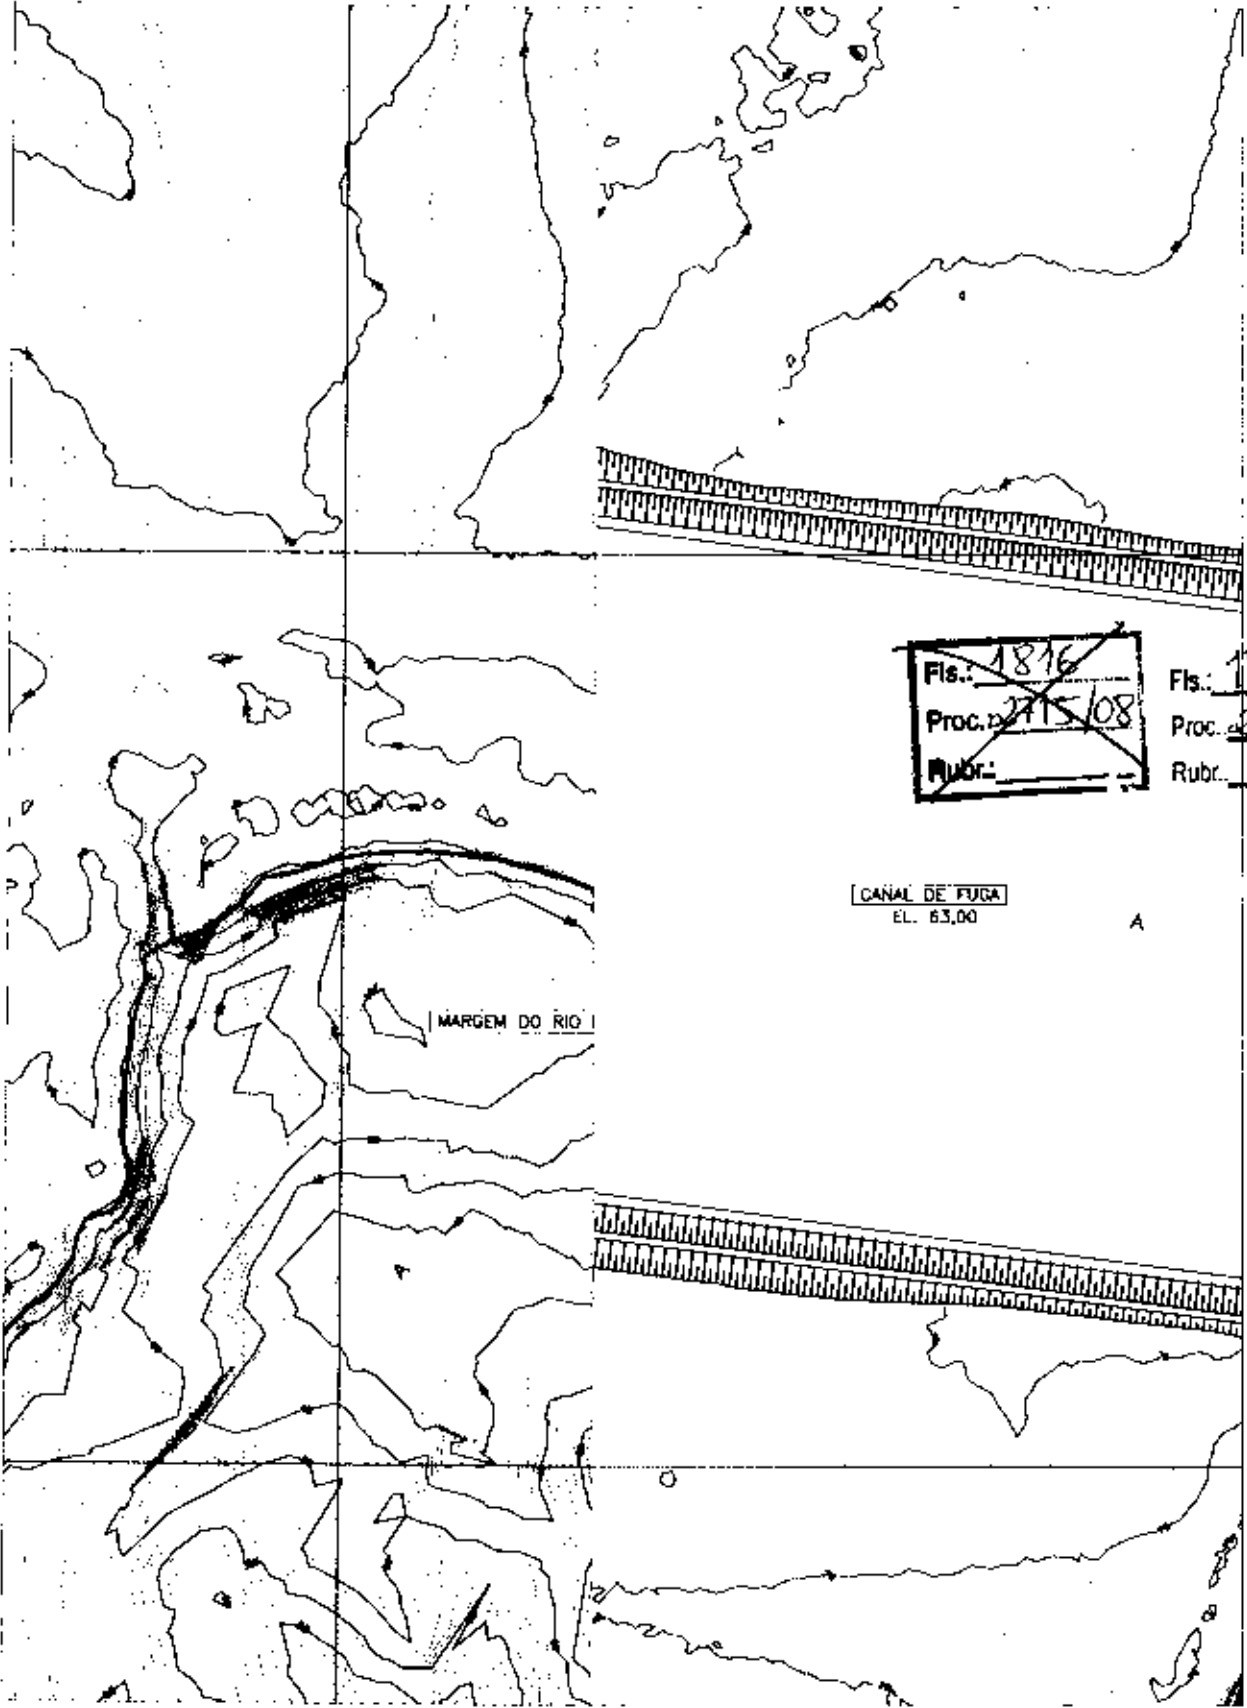 Fls.: 1816
Proc. 2715/08
Rubr.:
Fls.:
Proc.
Rubr.
CANAL DE FUGA
EL. 63,00
A
MARGEM DO RIO